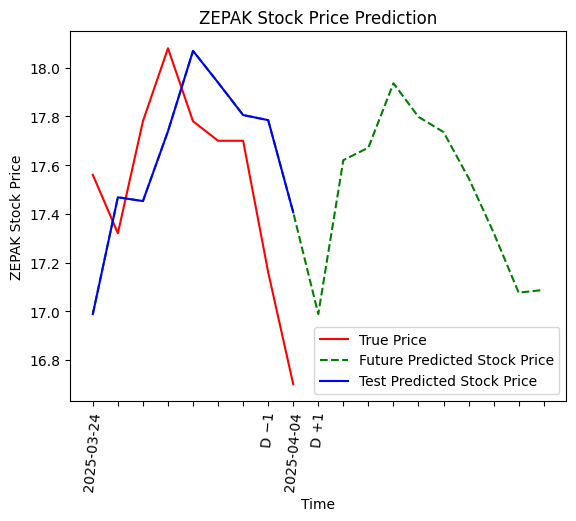 ZEPAK Stock Price Prediction
ZEPAK Stock Price
18.0
17.8
17.6
17.4
17.2
17.0
16.8
True Price
Future Predicted Stock Price
Test Predicted Stock Price
2025-03-24
D −1
2025-04-04
D +1
Time